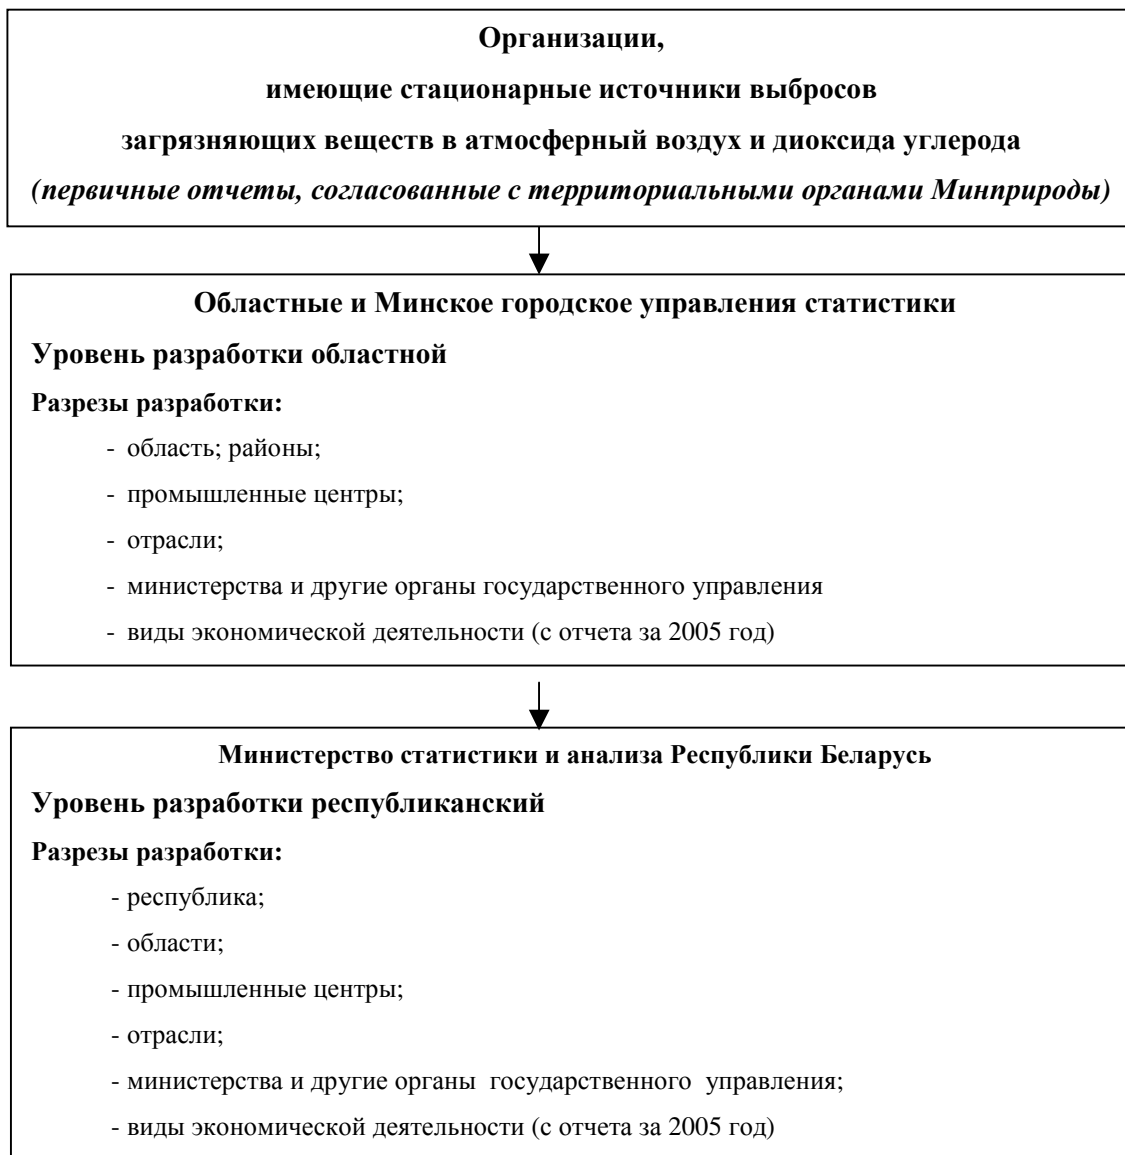 Организации,
имеющие стационарные источники выбросов
загрязняющих веществ в атмосферный воздух и диоксида углерода
(первичные отчеты, согласованные с территориальными органами Минприроды)
Областные и Минское городское управления статистики
Уровень разработки областной
Разрезы разработки:
- область; районы;
- промышленные центры;
- отрасли;
- министерства и другие органы государственного управления
- виды экономической деятельности (с отчета за 2005 год)
Министерство статистики и анализа Республики Беларусь
Уровень разработки республиканский
Разрезы разработки:
- республика;
- области;
- промышленные центры;
- отрасли;
- министерства и другие органы государственного управления;
- виды экономической деятельности (с отчета за 2005 год)